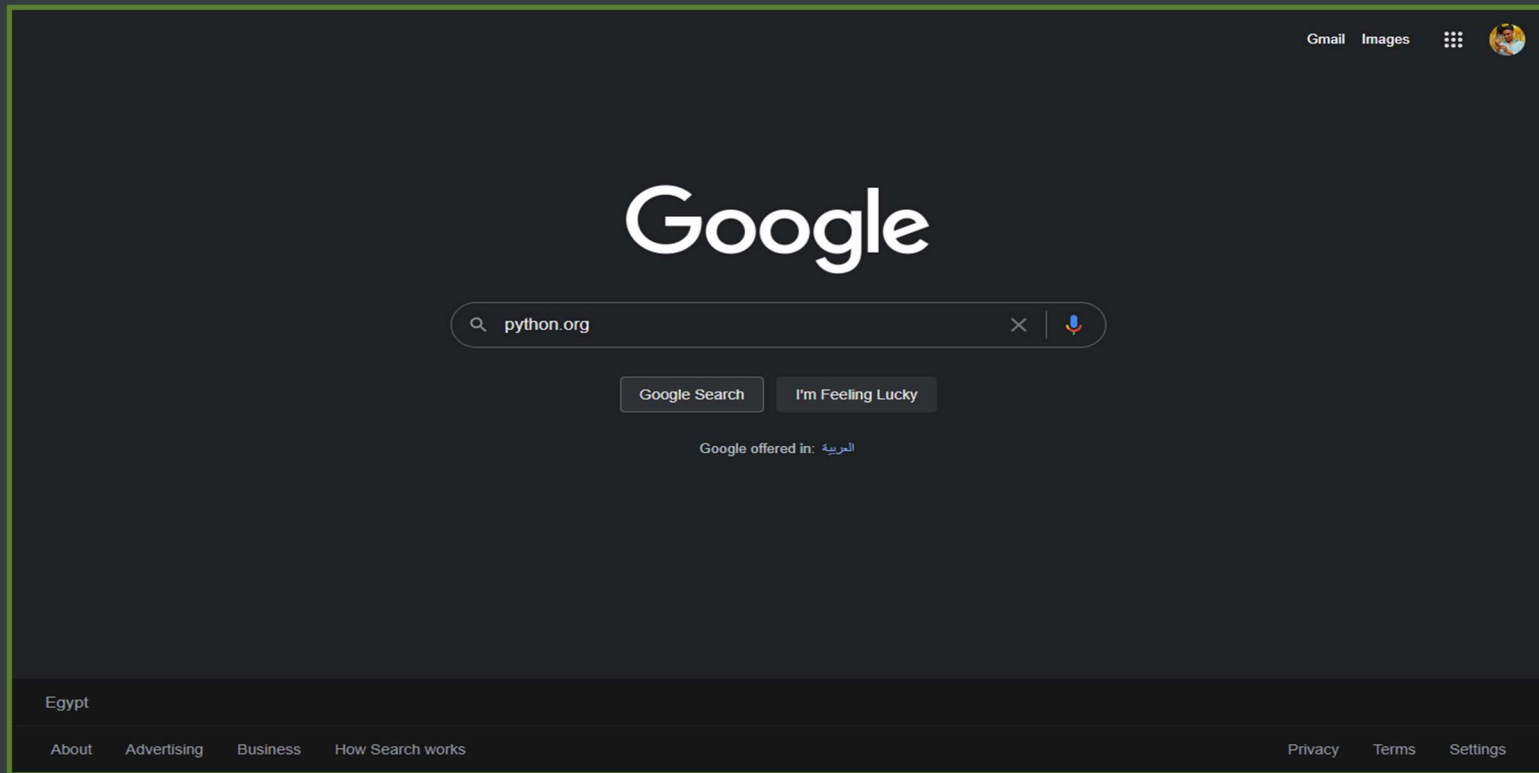 Gmail Images
Google
python.org
Google Search I'm Feeling Lucky
Google offered in: العربية
Egypt
About Advertising Business How Search works Privacy Terms Settings